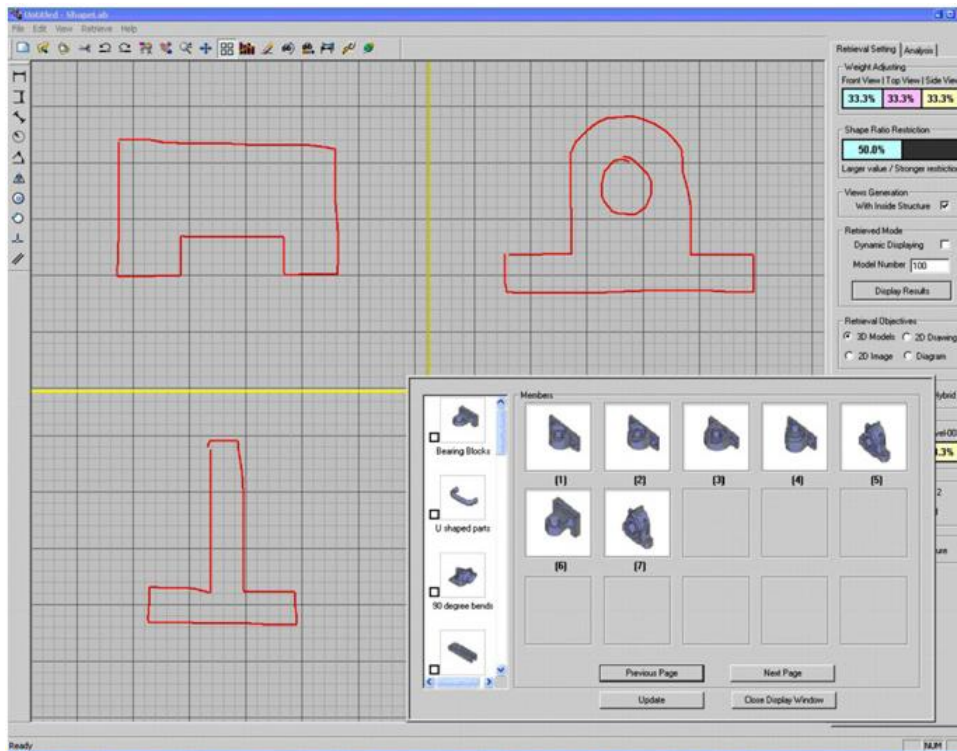 Untitled - ShapeLab
File Edit View Retrieve Help
Retrieval Setting Analysis
Weight Adjusting
Front View | Top View | Side View
33.3% 33.3% 33.3%
Shape Ratio Restriction
50.0%
Larger value / Stronger restriction
Views Generation
With Inside Structure
Retrieved Mode
Dynamic Displaying
Model Number 100
Display Results
Retrieval Objectives
3D Models 2D Drawing
2D Image Diagram
Hybrid
Members
Bearing Blocks
U shaped parts
90 degree bends
(1) (2) (3) (4) (5)
(6) (7)
Previous Page Next Page
Update Close Display Window
Ready NUM